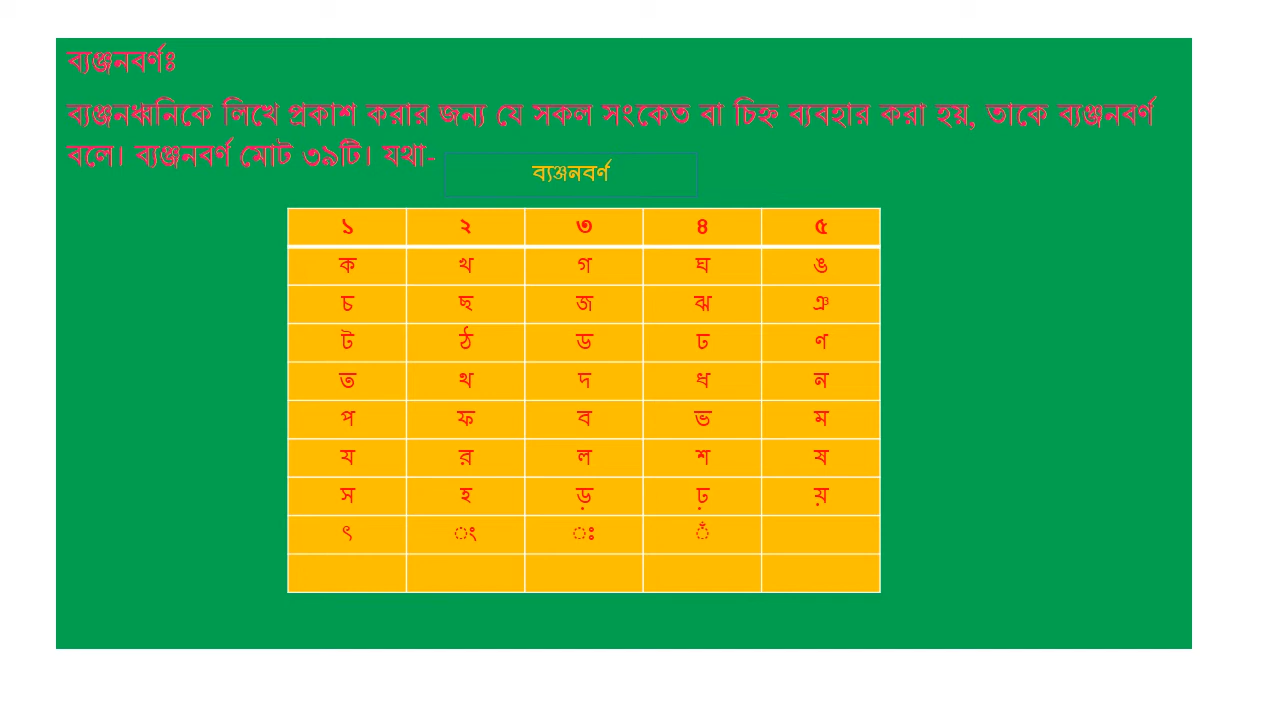 ব্যঞ্জনবর্ণঃ
ব্যঞ্জনধ্বনিকে লিখে প্রকাশ করার জন্য যে সকল সংকেত বা চিহ্ন ব্যবহার করা হয়, তাকে ব্যঞ্জনবর্ণ
বলে। ব্যঞ্জনবর্ণ মোট ৩৯টি। যথা-
ব্যঞ্জনবর্ণ
১ ২ ৩ ৪ ৫
ক খ গ ঘ ঙ
চ ছ জ ঝ ঞ
ট ঠ ড ঢ ণ
ত থ দ ধ ন
প ফ ব ভ ম
য র ল শ ষ
স হ ড় ঢ় য়
ৎ ং ঃ ঁ